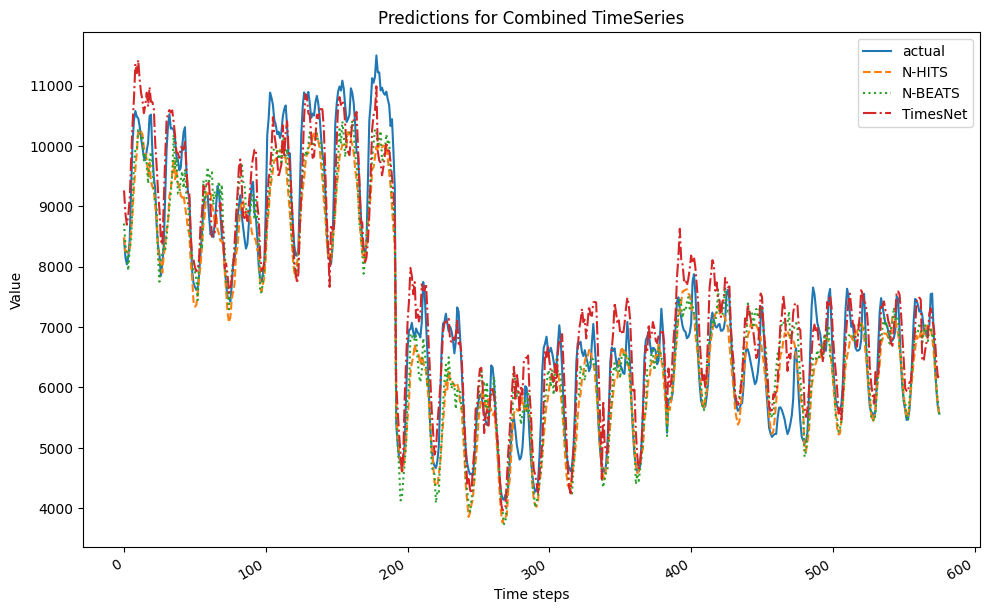 Predictions for Combined TimeSeries
actual
N-HITS
N-BEATS
TimesNet
Value
11000
10000
9000
8000
7000
6000
5000
4000
0
100
200
300
400
500
600
Time steps